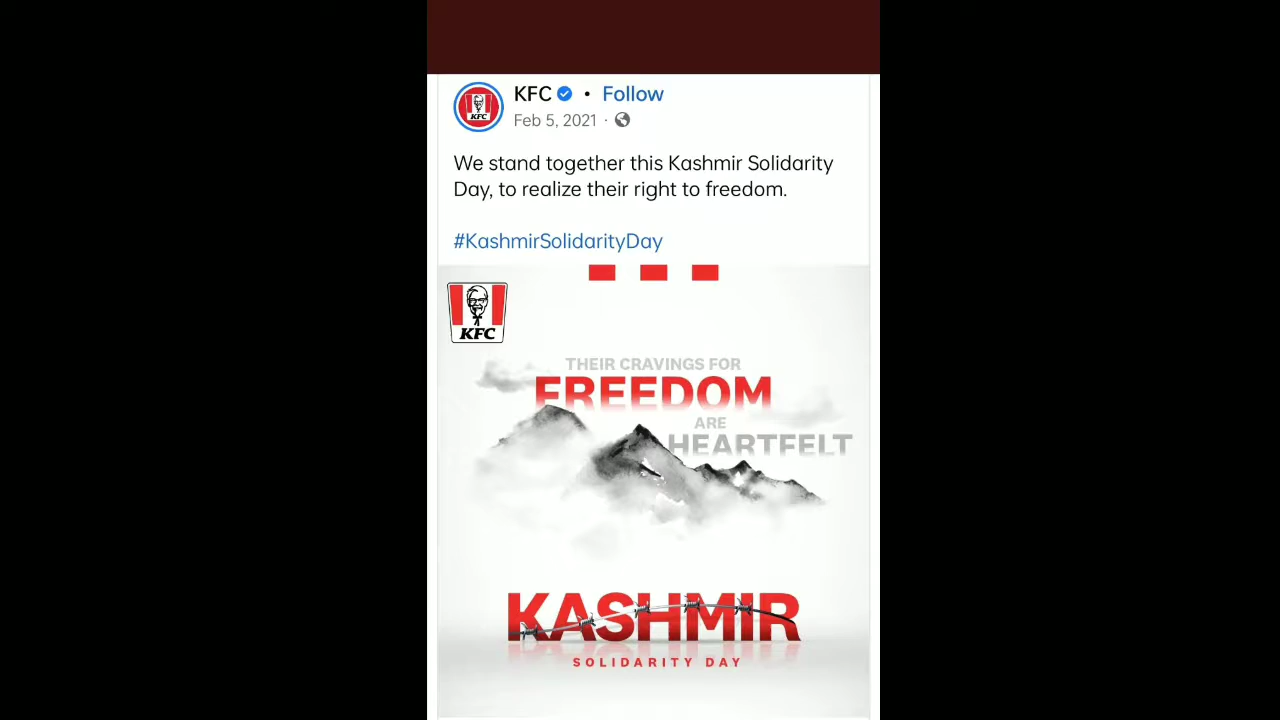 KFC • Follow
Feb 5, 2021 ·
KFC
We stand together this Kashmir Solidarity
Day, to realize their right to freedom.
#KashmirSolidarityDay
KFC
THEIR CRAVINGS FOR
FREEDOM
ARE
HEARTFELT
KASHMIR
SOLIDARITY DAY